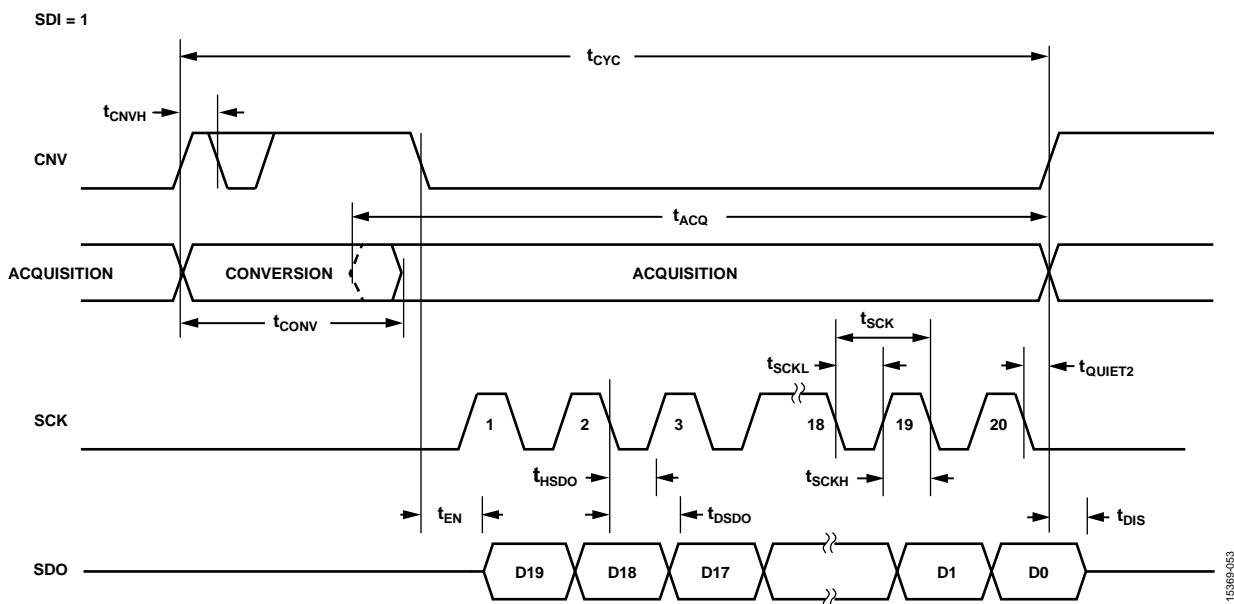 SDI = 1
tCYC
tCNVH
CNV
tACQ
ACQUISITION
CONVERSION
ACQUISITION
tCONV
tSCK
tSCKL
tQUIET2
SCK
1
2
3
18
19
20
tHSDO
tSCKH
tEN
tDSDO
tDIS
SDO
D19
D18
D17
D1
D0
15369-053